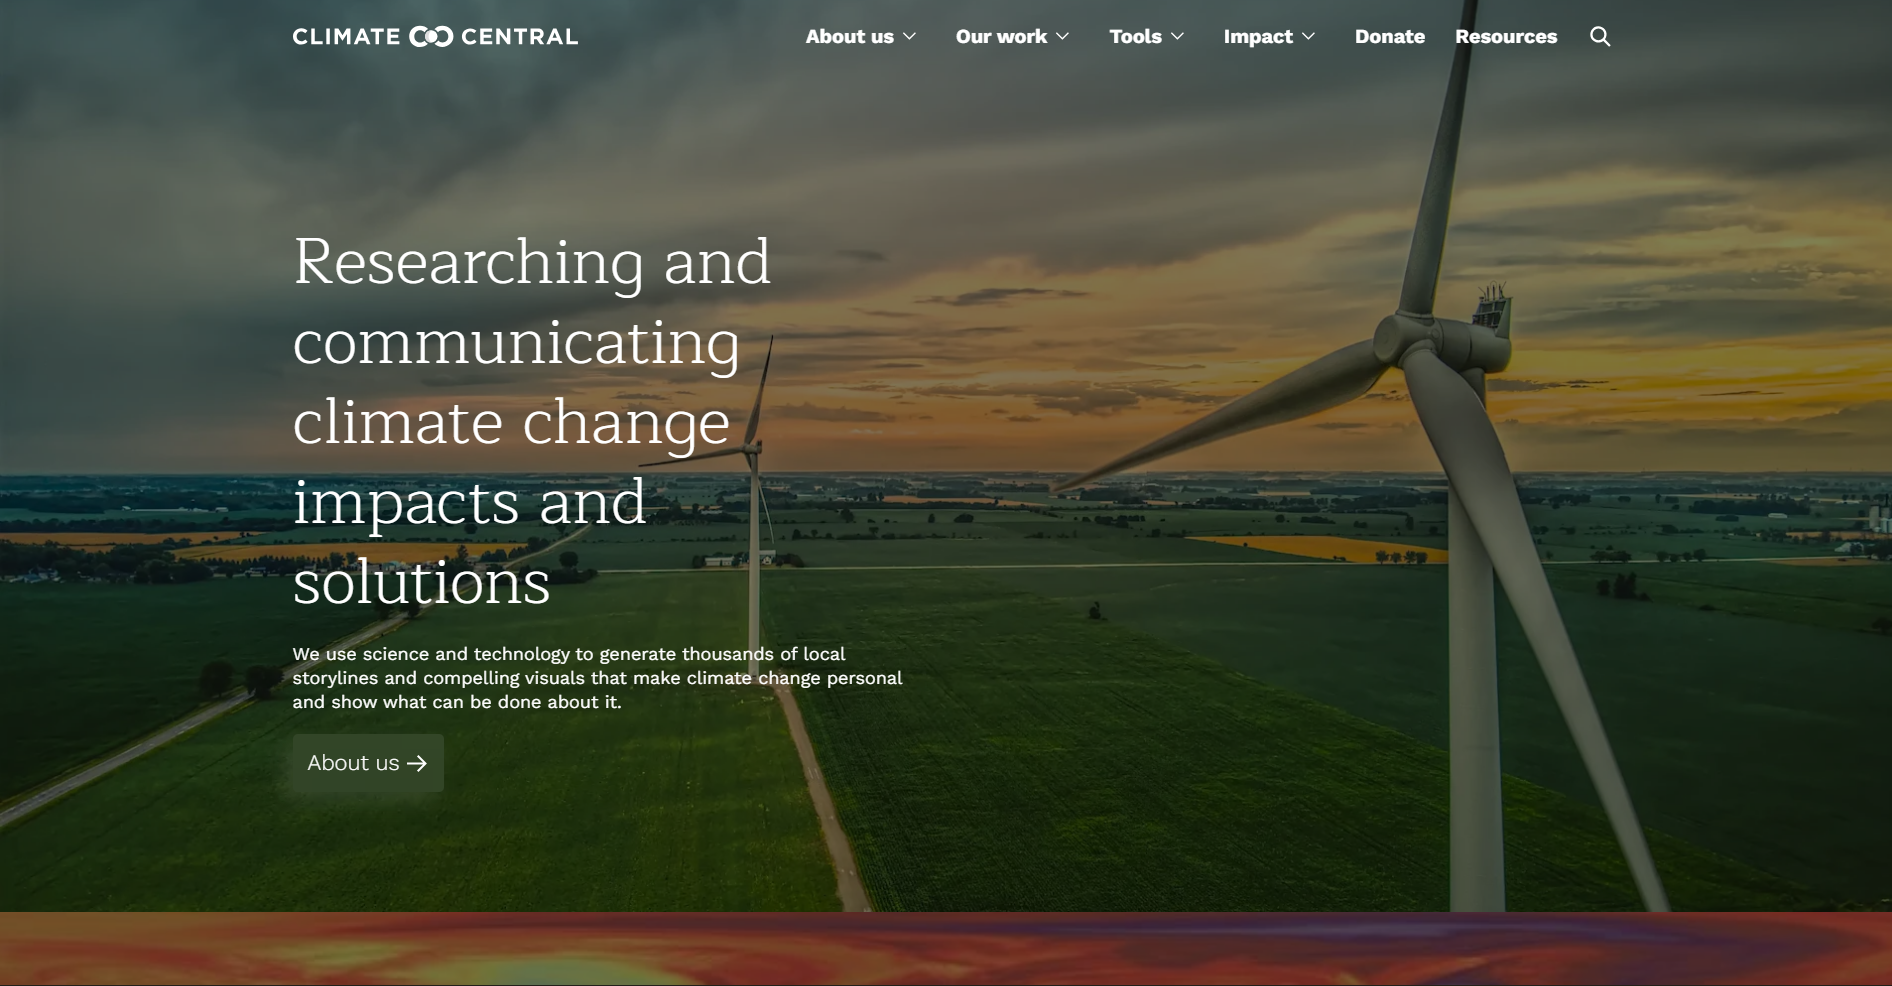 CLIMATE CENTRAL
About us
Our work
Tools
Impact
Donate
Resources
Researching and
communicating
climate change
impacts and
solutions
We use science and technology to generate thousands of local
storylines and compelling visuals that make climate change personal
and show what can be done about it.
About us →